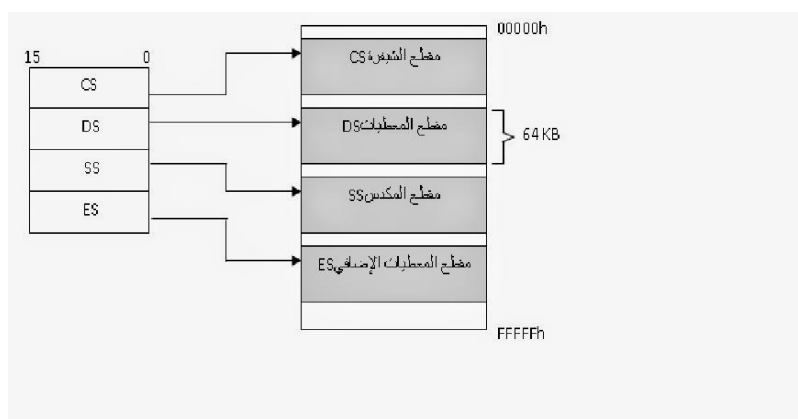 00000h
15 0
CS
DS
SS
ES
مقطع الشيفرة CS
مقطع المعطيات DS
64 KB
مقطع المكدس SS
مقطع المعطيات الإضافي ES
FFFFFh